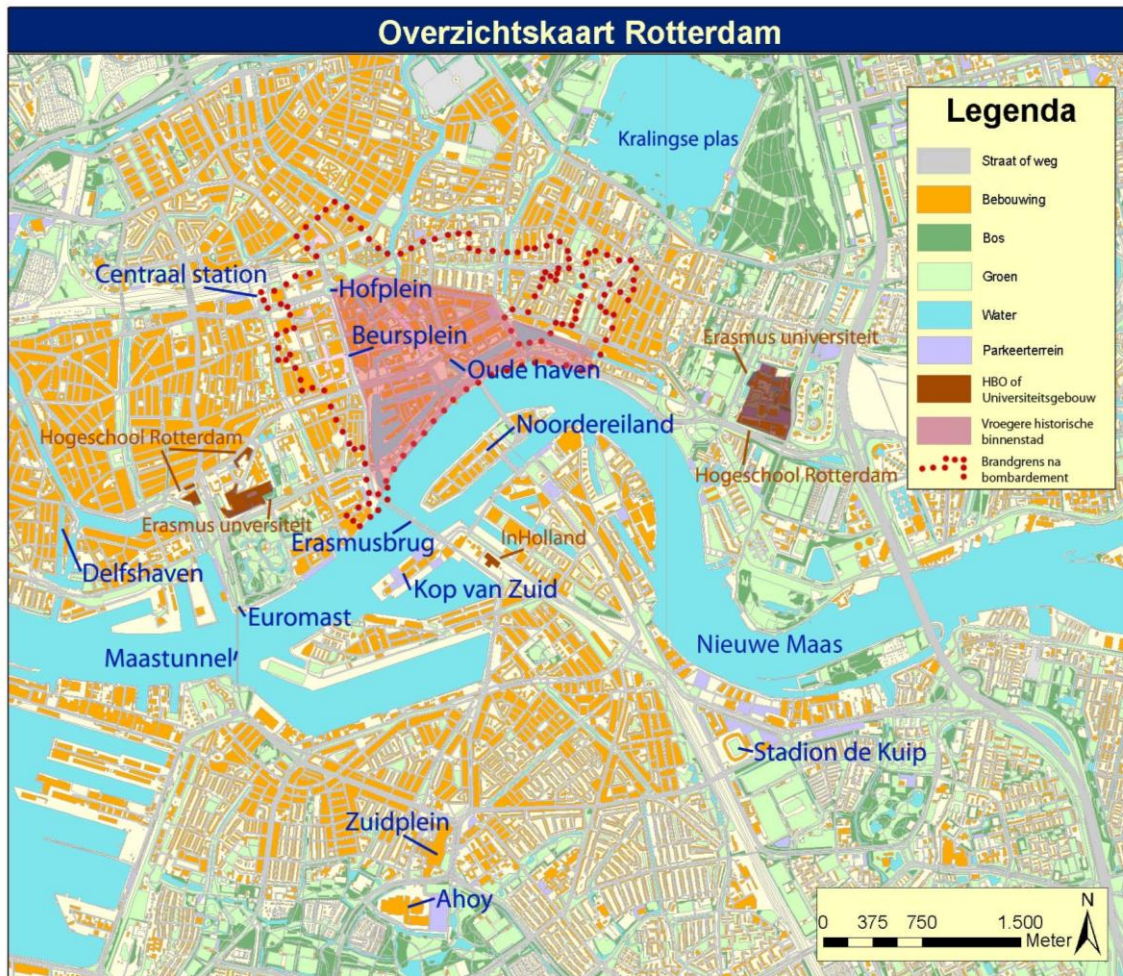 Overzichtskaart Rotterdam
Legenda
Straat of weg
Bebouwing
Bos
Groen
Water
Parkeerterrein
HBO of
Universiteitsgebouw
Vroegere historische
binnenstad
Brandgrens na
bombardement
Kralingse plas
Centraal station
Hofplein
Beursplein
Erasmus universiteit
Oude haven
Noordereiland
Hogeschool Rotterdam
Hogeschool Rotterdam
Erasmus unversiteit
Erasmusbrug
InHolland
Delfshaven
Kop van Zuid
Euromast
Maastunnel
Nieuwe Maas
Stadion de Kuip
Zuidplein
Ahoy
0 375 750 1.500
Meter
N